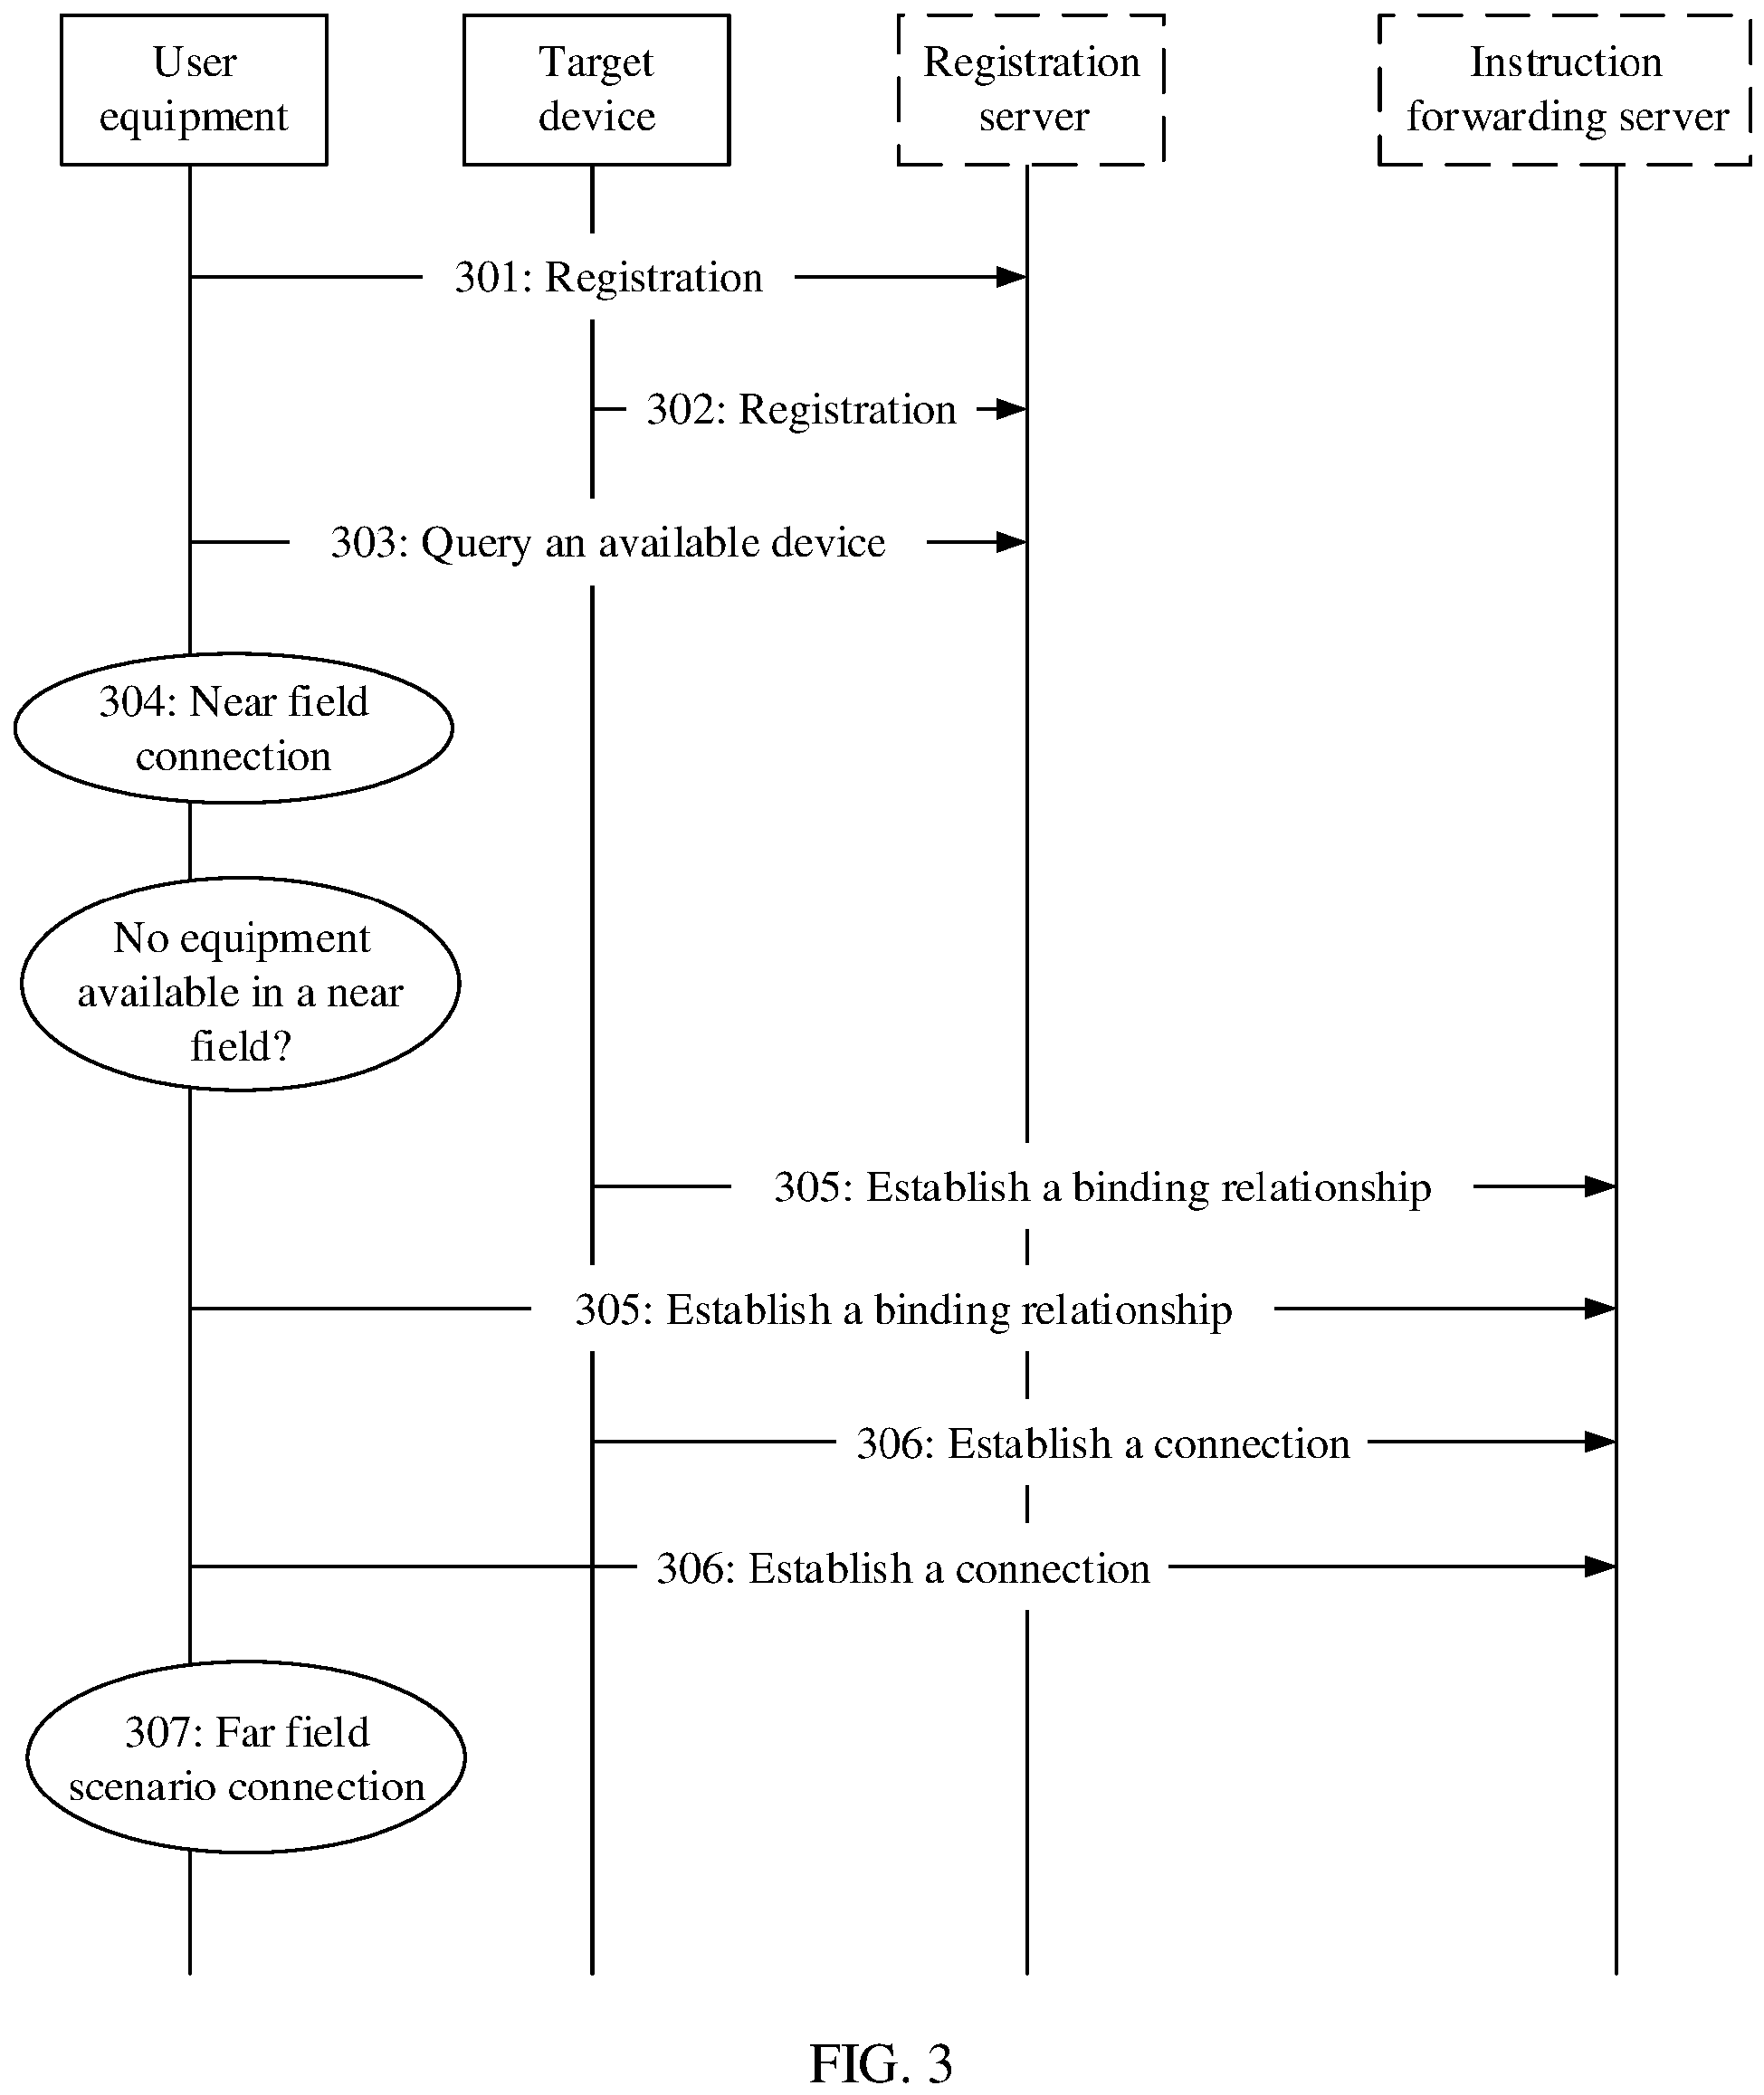 User
equipment
Target
device
Registration
server
Instruction
forwarding server
301: Registration
302: Registration
303: Query an available device
304: Near field
connection
No equipment
available in a near
field?
305: Establish a binding relationship
305: Establish a binding relationship
306: Establish a connection
306: Establish a connection
307: Far field
scenario connection
FIG. 3